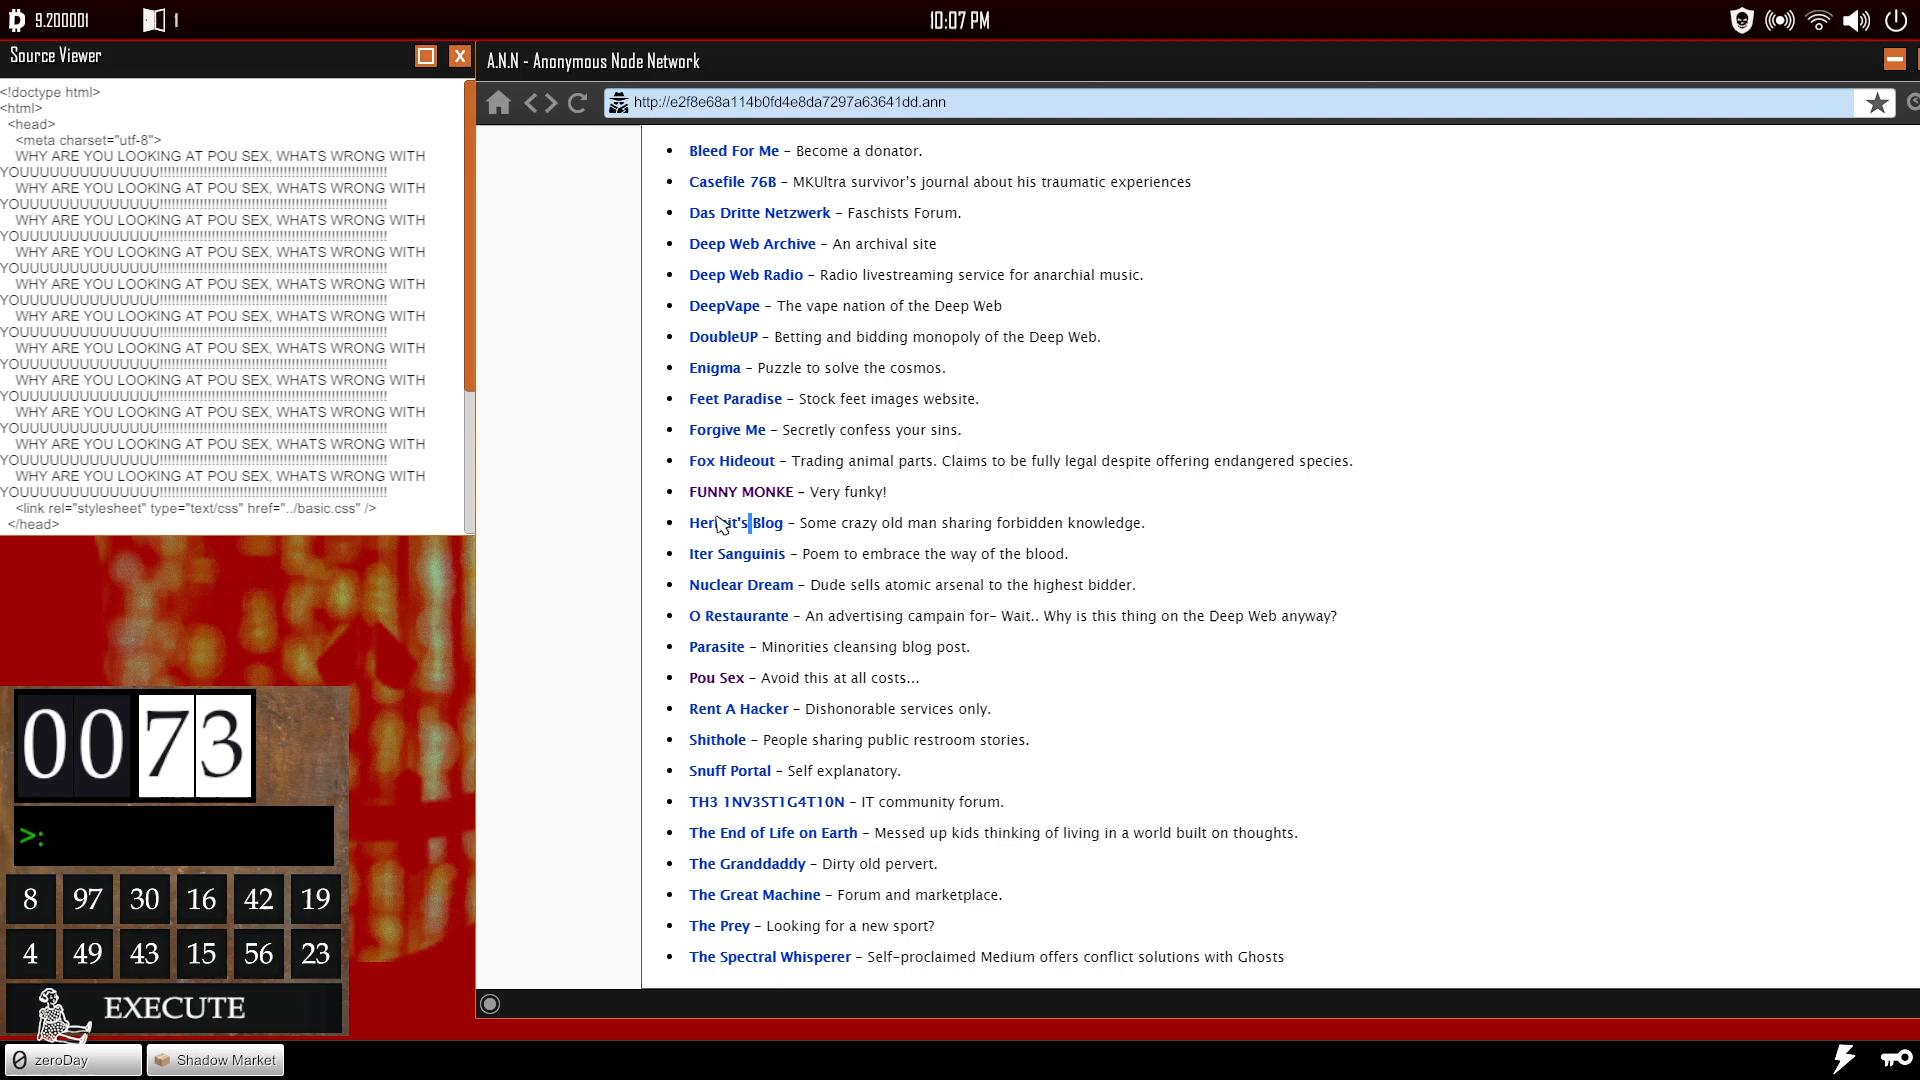 9.200001
1
10:07 PM
Source Viewer
X
A.N.N - Anonymous Node Network
http://e2f8e68a114b0fd4e8da7297a63641dd.ann
<!doctype html>
<html>
<head>
<meta charset="utf-8">
WHY ARE YOU LOOKING AT POU SEX, WHATS WRONG WITH
WHY ARE YOU LOOKING AT POU SEX, WHATS WRONG WITH
WHY ARE YOU LOOKING AT POU SEX, WHATS WRONG WITH
WHY ARE YOU LOOKING AT POU SEX, WHATS WRONG WITH
WHY ARE YOU LOOKING AT POU SEX, WHATS WRONG WITH
WHY ARE YOU LOOKING AT POU SEX, WHATS WRONG WITH
WHY ARE YOU LOOKING AT POU SEX, WHATS WRONG WITH
WHY ARE YOU LOOKING AT POU SEX, WHATS WRONG WITH
WHY ARE YOU LOOKING AT POU SEX, WHATS WRONG WITH
WHY ARE YOU LOOKING AT POU SEX, WHATS WRONG WITH
WHY ARE YOU LOOKING AT POU SEX, WHATS WRONG WITH
<link rel="stylesheet" type="text/css" href="../basic.css" />
</head>
Bleed For Me – Become a donator.
Casefile 76B – MKUltra survivor's journal about his traumatic experiences
Das Dritte Netzwerk – Faschists Forum.
Deep Web Archive – An archival site
Deep Web Radio – Radio livestreaming service for anarchial music.
DeepVape – The vape nation of the Deep Web
DoubleUP – Betting and bidding monopoly of the Deep Web.
Enigma – Puzzle to solve the cosmos.
Feet Paradise – Stock feet images website.
Forgive Me – Secretly confess your sins.
Fox Hideout – Trading animal parts. Claims to be fully legal despite offering endangered species.
FUNNY MONKE – Very funky!
Hermit's Blog – Some crazy old man sharing forbidden knowledge.
Iter Sanguinis – Poem to embrace the way of the blood.
Nuclear Dream – Dude sells atomic arsenal to the highest bidder.
O Restaurante – An advertising campain for- Wait.. Why is this thing on the Deep Web anyway?
Parasite – Minorities cleansing blog post.
Pou Sex – Avoid this at all costs...
Rent A Hacker – Dishonorable services only.
Shithole – People sharing public restroom stories.
Snuff Portal – Self explanatory.
TH3 1NV3ST1G4T10N – IT community forum.
The End of Life on Earth – Messed up kids thinking of living in a world built on thoughts.
The Granddaddy – Dirty old pervert.
The Great Machine – Forum and marketplace.
The Prey – Looking for a new sport?
The Spectral Whisperer – Self-proclaimed Medium offers conflict solutions with Ghosts
0073
>:
8 97 30 16 42 19
4 49 43 15 56 23
EXECUTE
zeroDay
Shadow Market